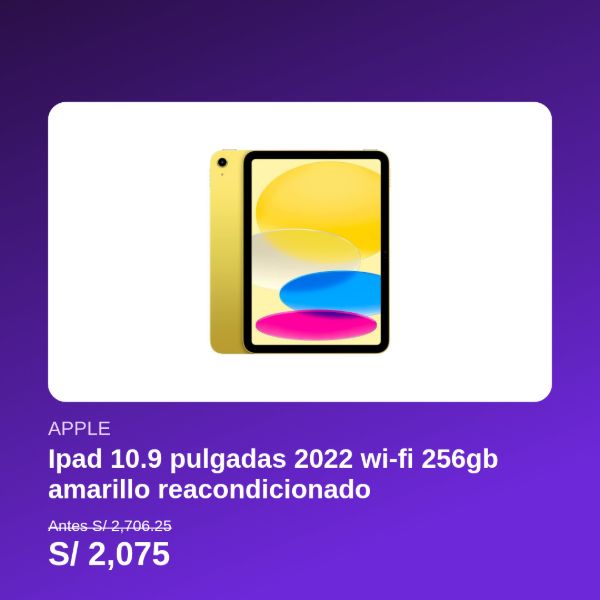 APPLE
Ipad 10.9 pulgadas 2022 wi-fi 256gb
amarillo reacondicionado
Antes S/ 2,706.25
S/ 2,075